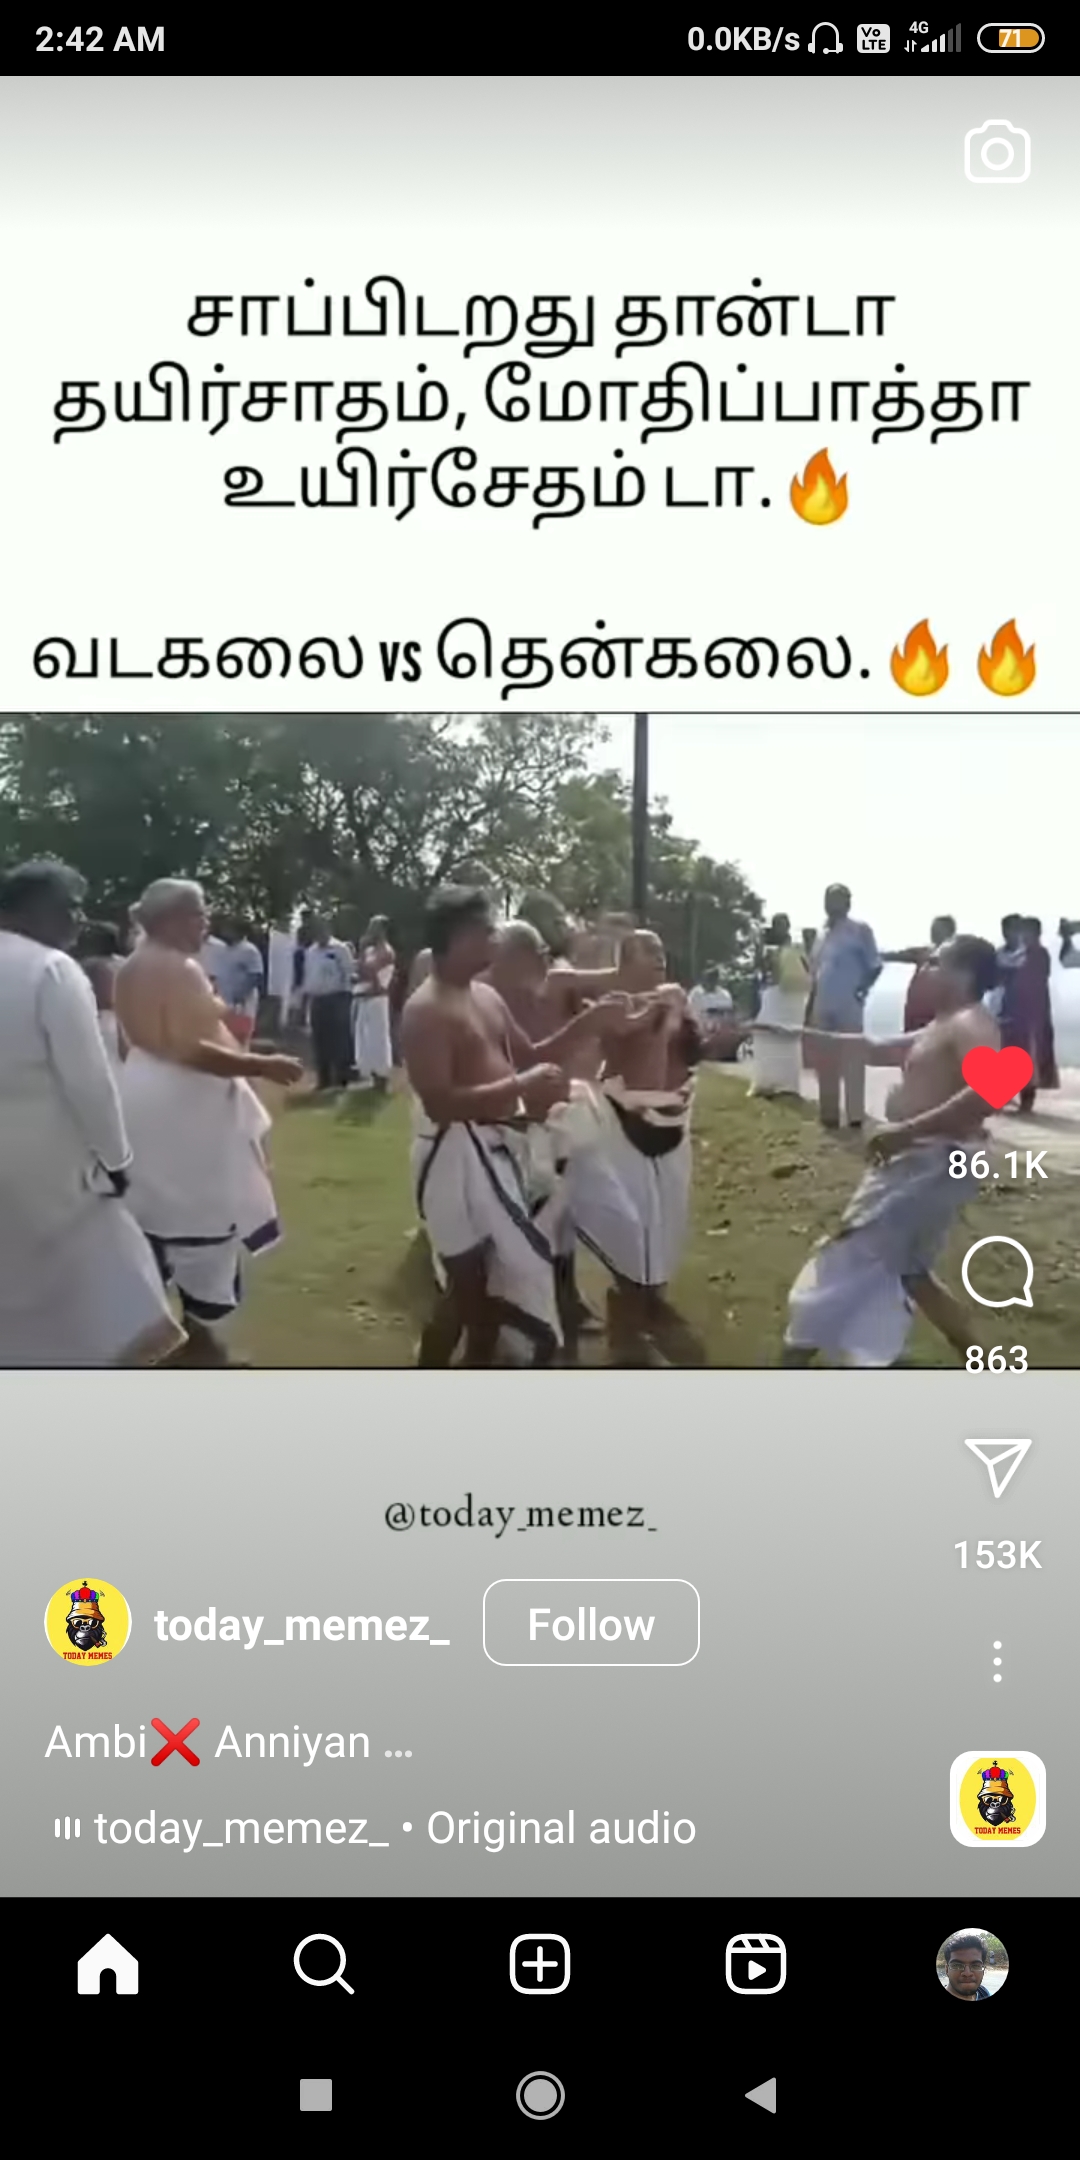 2:42 AM 0.0KB/s Vo LTE 4G 71
சாப்பிடறது தான்டா
தயிர்சாதம், மோதிப்பாத்தா
உயிர்சேதம் டா.🔥
வடகலை vs தென்கலை.🔥🔥
86.1K
863
153K
@today_memez_
TODAY MEMES
today_memez_ Follow
Ambi❌ Anniyan ...
TODAY MEMES
today_memez_ • Original audio